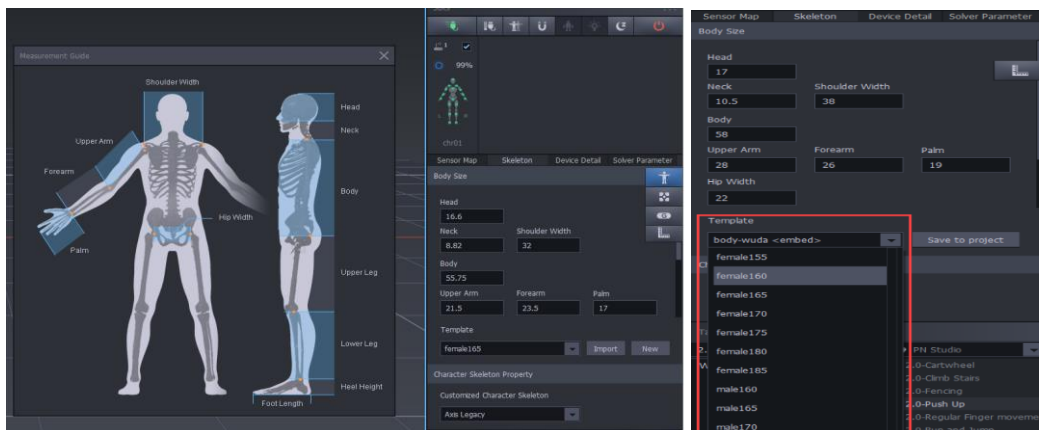 Measurement Guide
Shoulder Width
Head
Neck
Upper Arm
Forearm
Body
Hip Width
Palm
Upper Leg
Lower Leg
Heel Height
Foot Length
99%
chr01
Sensor Map Skeleton Device Detail Solver Parameter
Body Size
Head
16.6
Neck Shoulder Width
8.82 32
Body
55.75
Upper Arm Forearm Palm
21.5 23.5 17
Template
female165 Import New
Character Skeleton Property
Customized Character Skeleton
Axis Legacy
Sensor Map Skeleton Device Detail Solver Parameter
Body Size
Head
17
Neck Shoulder Width
10.5 38
Body
58
Upper Arm Forearm Palm
28 26 19
Hip Width
22
Template
body-wuda <embed> Save to project
female155
female160
female165
female170
female175
female180
female185
male160
male165
male170
PN Studio
2.0-Cartwheel
2.0-Climb Stairs
2.0-Fencing
2.0-Push Up
2.0-Regular Finger moveme